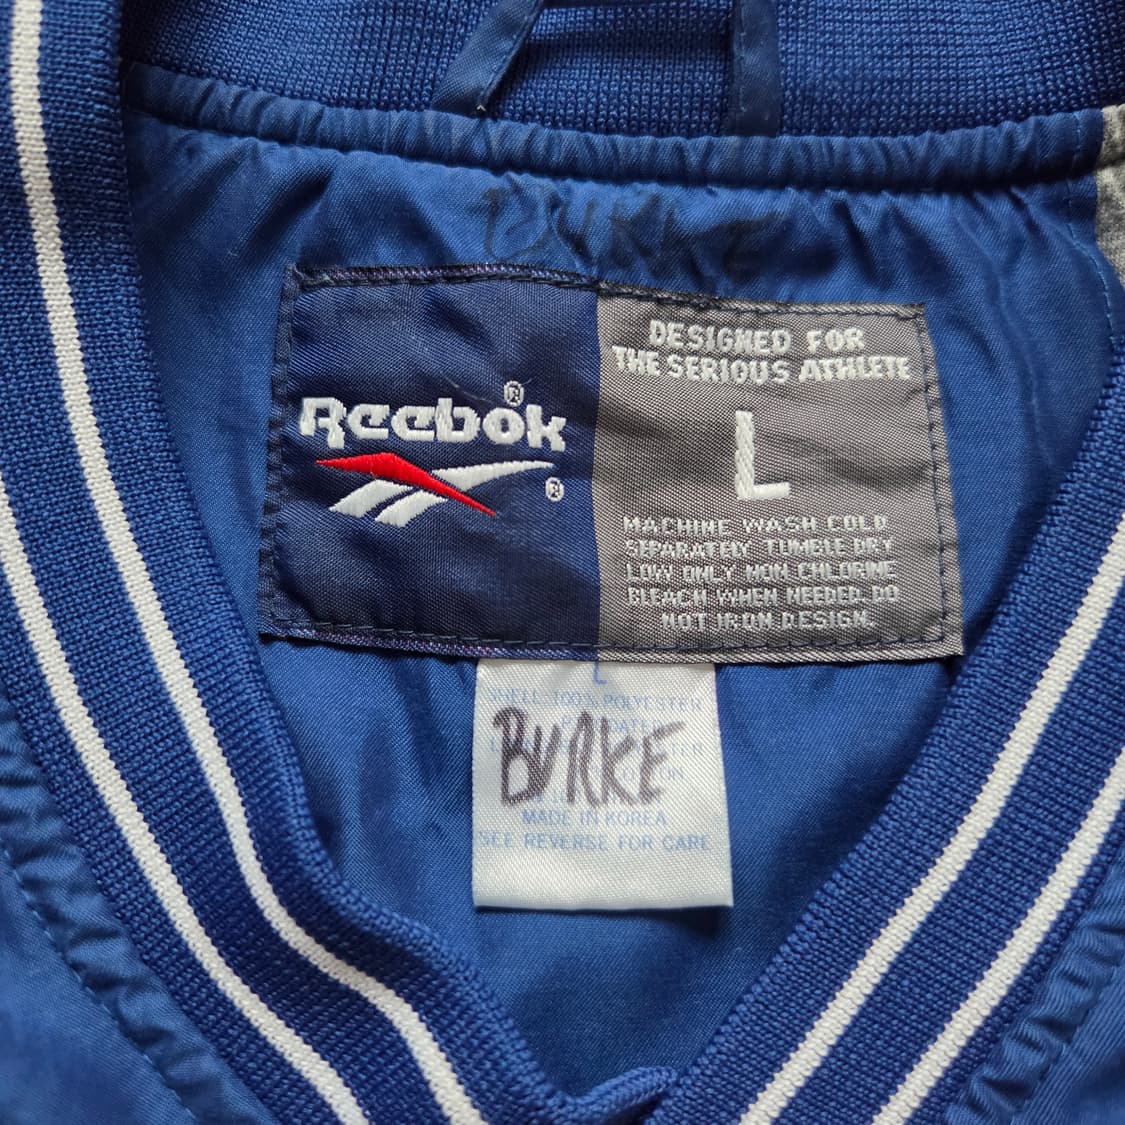 BURKE
DESIGNED FOR
THE SERIOUS ATHLETE
Reebok®
®
L
MACHINE WASH COLD
SEPARATELY TUMBLE DRY
LOW ONLY NON CHLORINE
BLEACH WHEN NEEDED. DO
NOT IRON DESIGN.
L
SHELL 100% POLYESTER
BURKE
MADE IN KOREA
SEE REVERSE FOR CARE